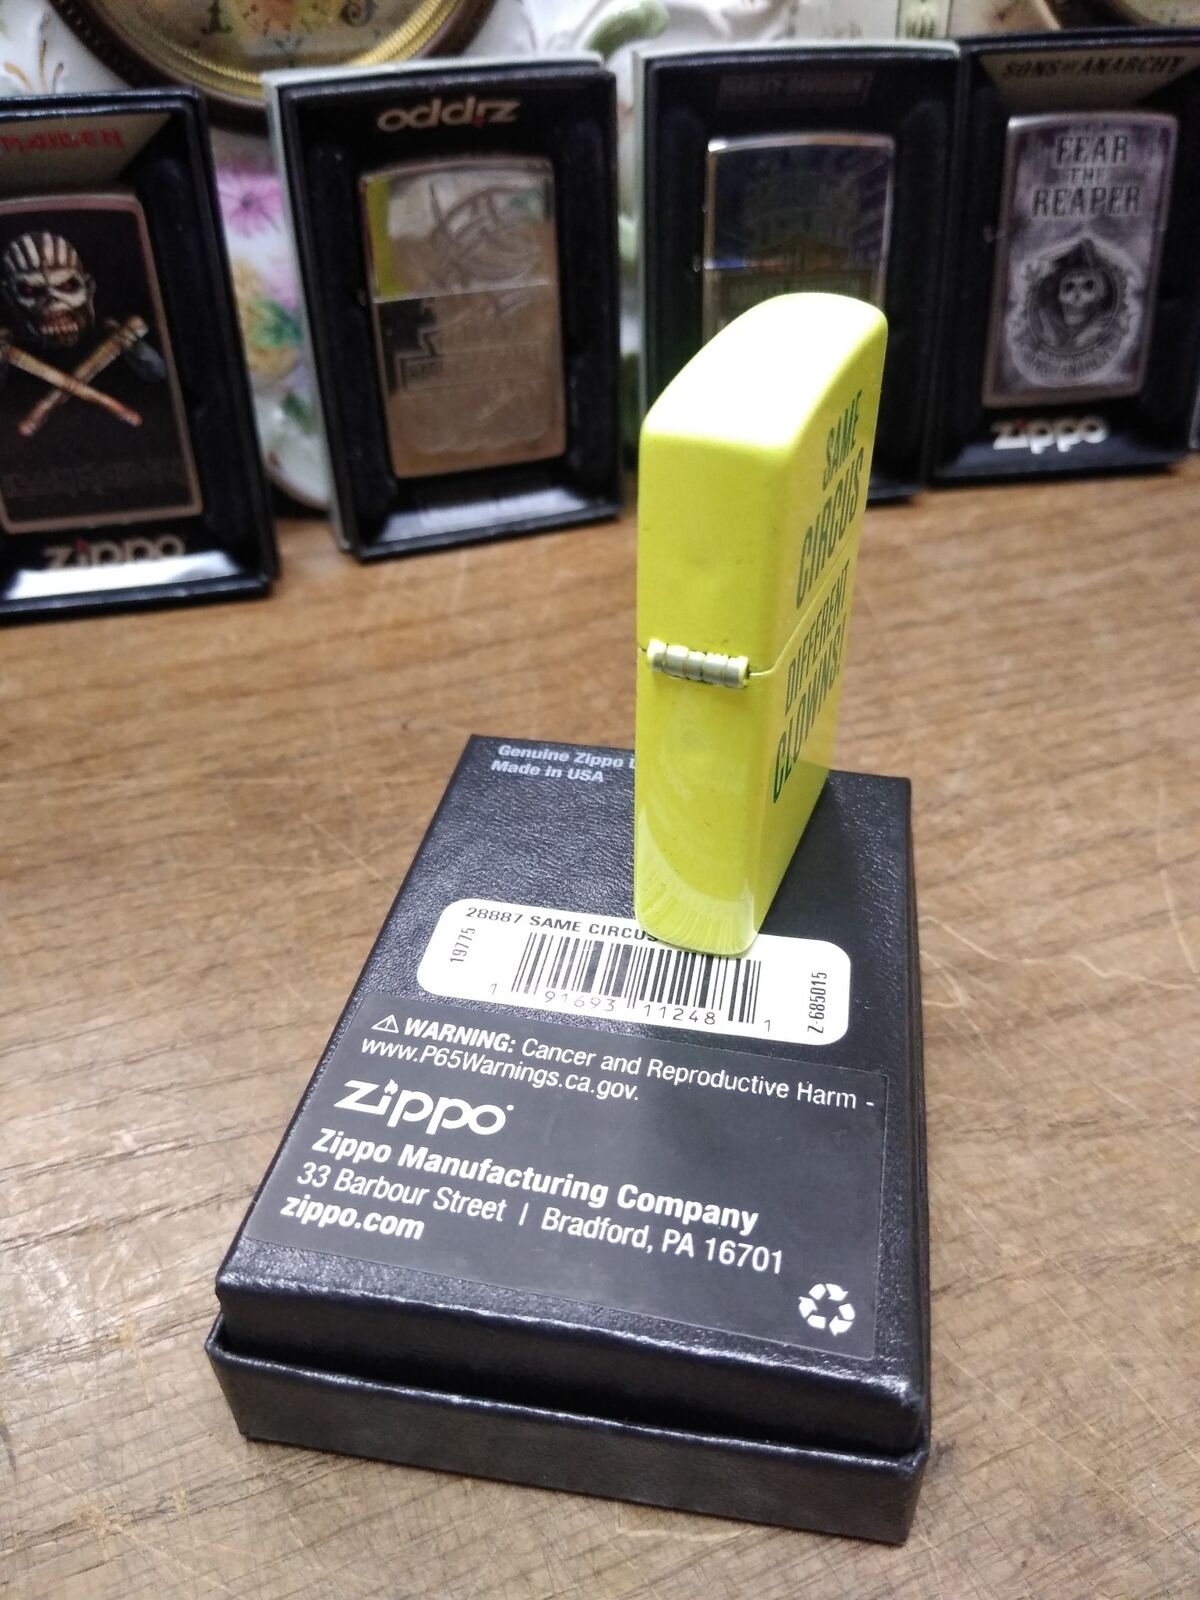 MAIDEN
zippo
SONS OF ANARCHY
FEAR
THE
REAPER
zippo
zippo
SAME
CIRCUS
DIFFERENT
CLOWNS!
Genuine Zippo
Made in USA
28887 SAME CIRCUS
19775
1 91693 11248 1
Z-685015
WARNING: Cancer and Reproductive Harm -
www.P65Warnings.ca.gov.
Zippo
Zippo Manufacturing Company
33 Barbour Street | Bradford, PA 16701
zippo.com